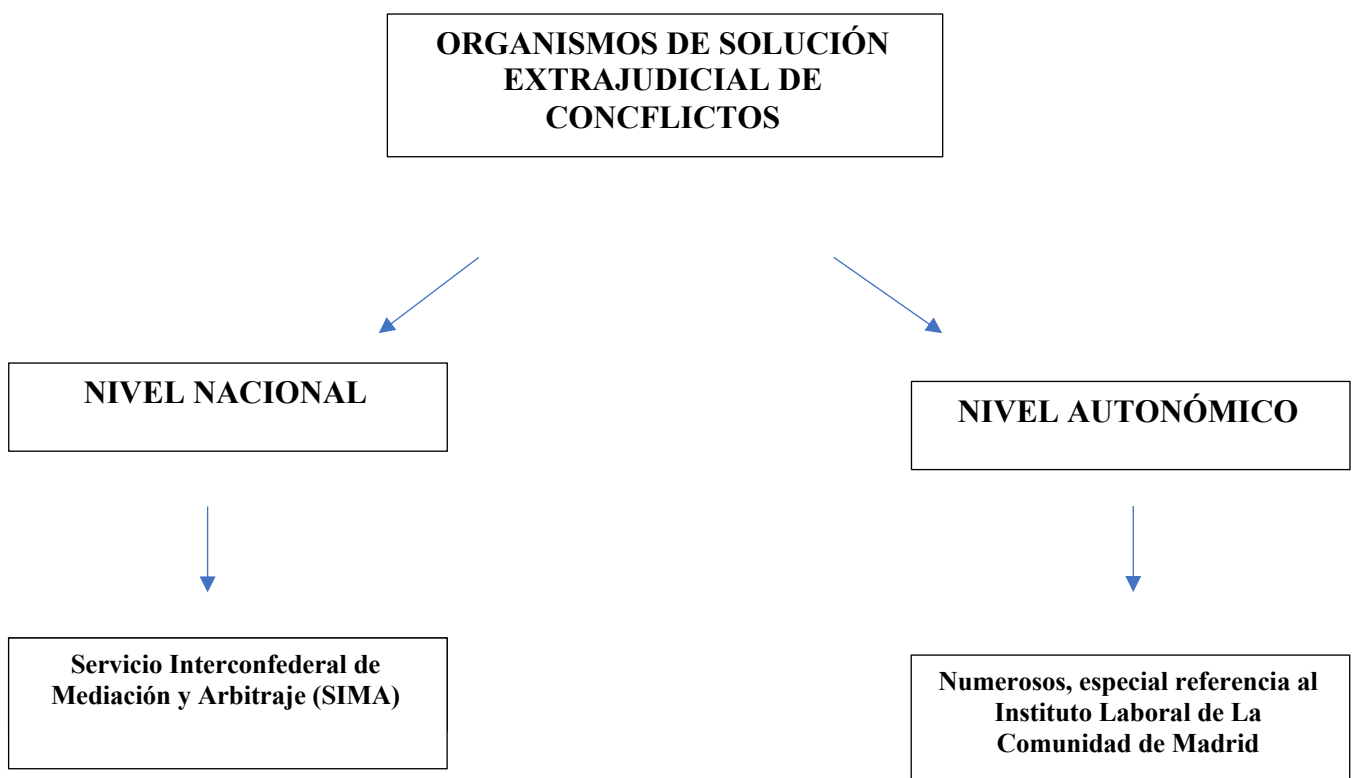 ORGANISMOS DE SOLUCIÓN
EXTRAJUDICIAL DE
CONCFLICTOS
NIVEL NACIONAL
NIVEL AUTONÓMICO
Servicio Interconfederal de
Mediación y Arbitraje (SIMA)
Numerosos, especial referencia al
Instituto Laboral de La
Comunidad de Madrid